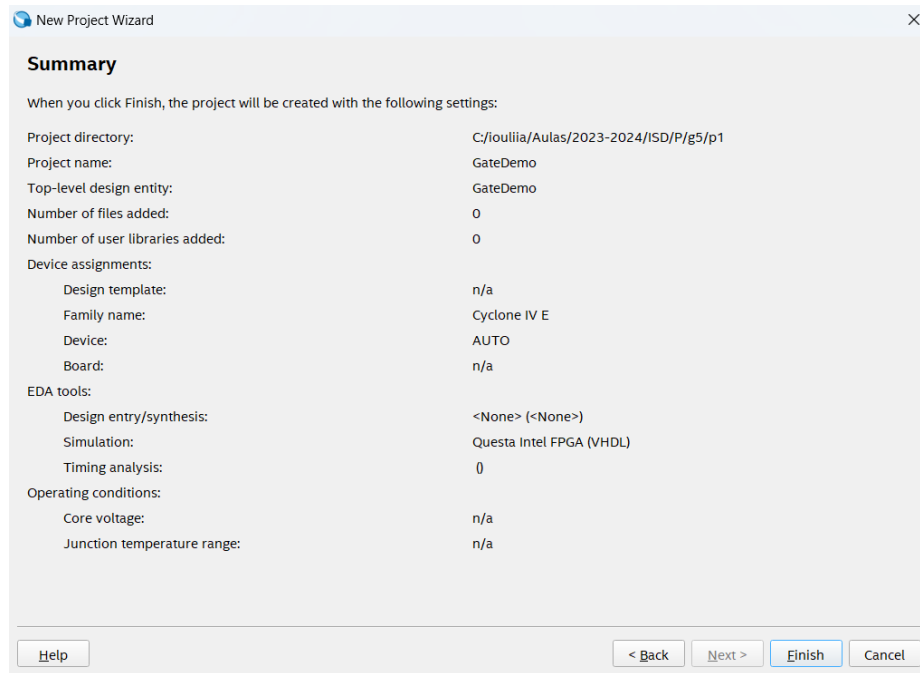 New Project Wizard
Summary
When you click Finish, the project will be created with the following settings:
Project directory: C:/iouliia/Aulas/2023-2024/ISD/P/g5/p1
Project name: GateDemo
Top-level design entity: GateDemo
Number of files added: 0
Number of user libraries added: 0
Device assignments:
Design template: n/a
Family name: Cyclone IV E
Device: AUTO
Board: n/a
EDA tools:
Design entry/synthesis: <None> (<None>)
Simulation: Questa Intel FPGA (VHDL)
Timing analysis: ()
Operating conditions:
Core voltage: n/a
Junction temperature range: n/a
Help < Back Next > Finish Cancel